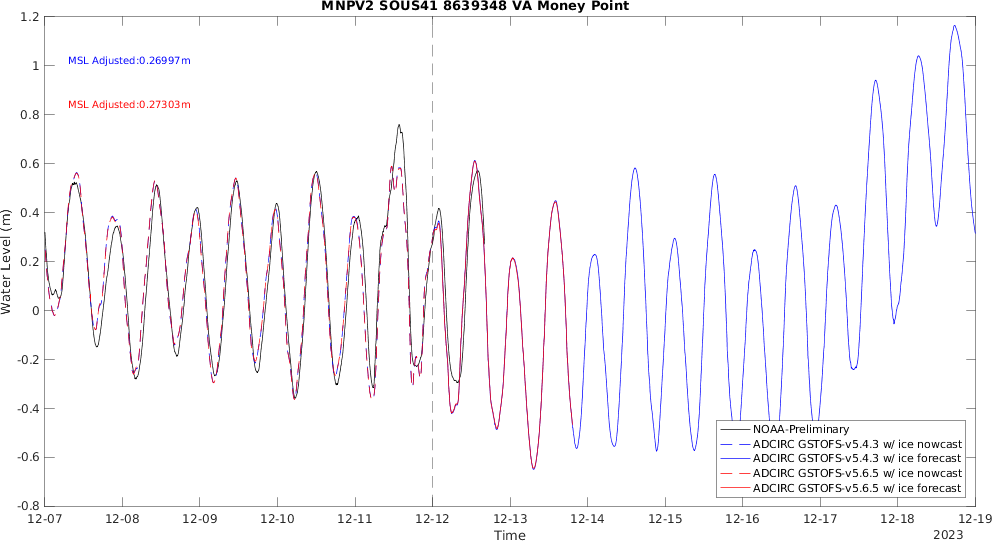 MNPV2 SOUS41 8639348 VA Money Point
MSL Adjusted:0.26997m
MSL Adjusted:0.27303m
Water Level (m)
1.2
1
0.8
0.6
0.4
0.2
0
-0.2
-0.4
-0.6
-0.8
NOAA-Preliminary
ADCIRC GSTOFS-v5.4.3 w/ ice nowcast
ADCIRC GSTOFS-v5.4.3 w/ ice forecast
ADCIRC GSTOFS-v5.6.5 w/ ice nowcast
ADCIRC GSTOFS-v5.6.5 w/ ice forecast
12-07 12-08 12-09 12-10 12-11 12-12 12-13 12-14 12-15 12-16 12-17 12-18 12-19
Time
2023